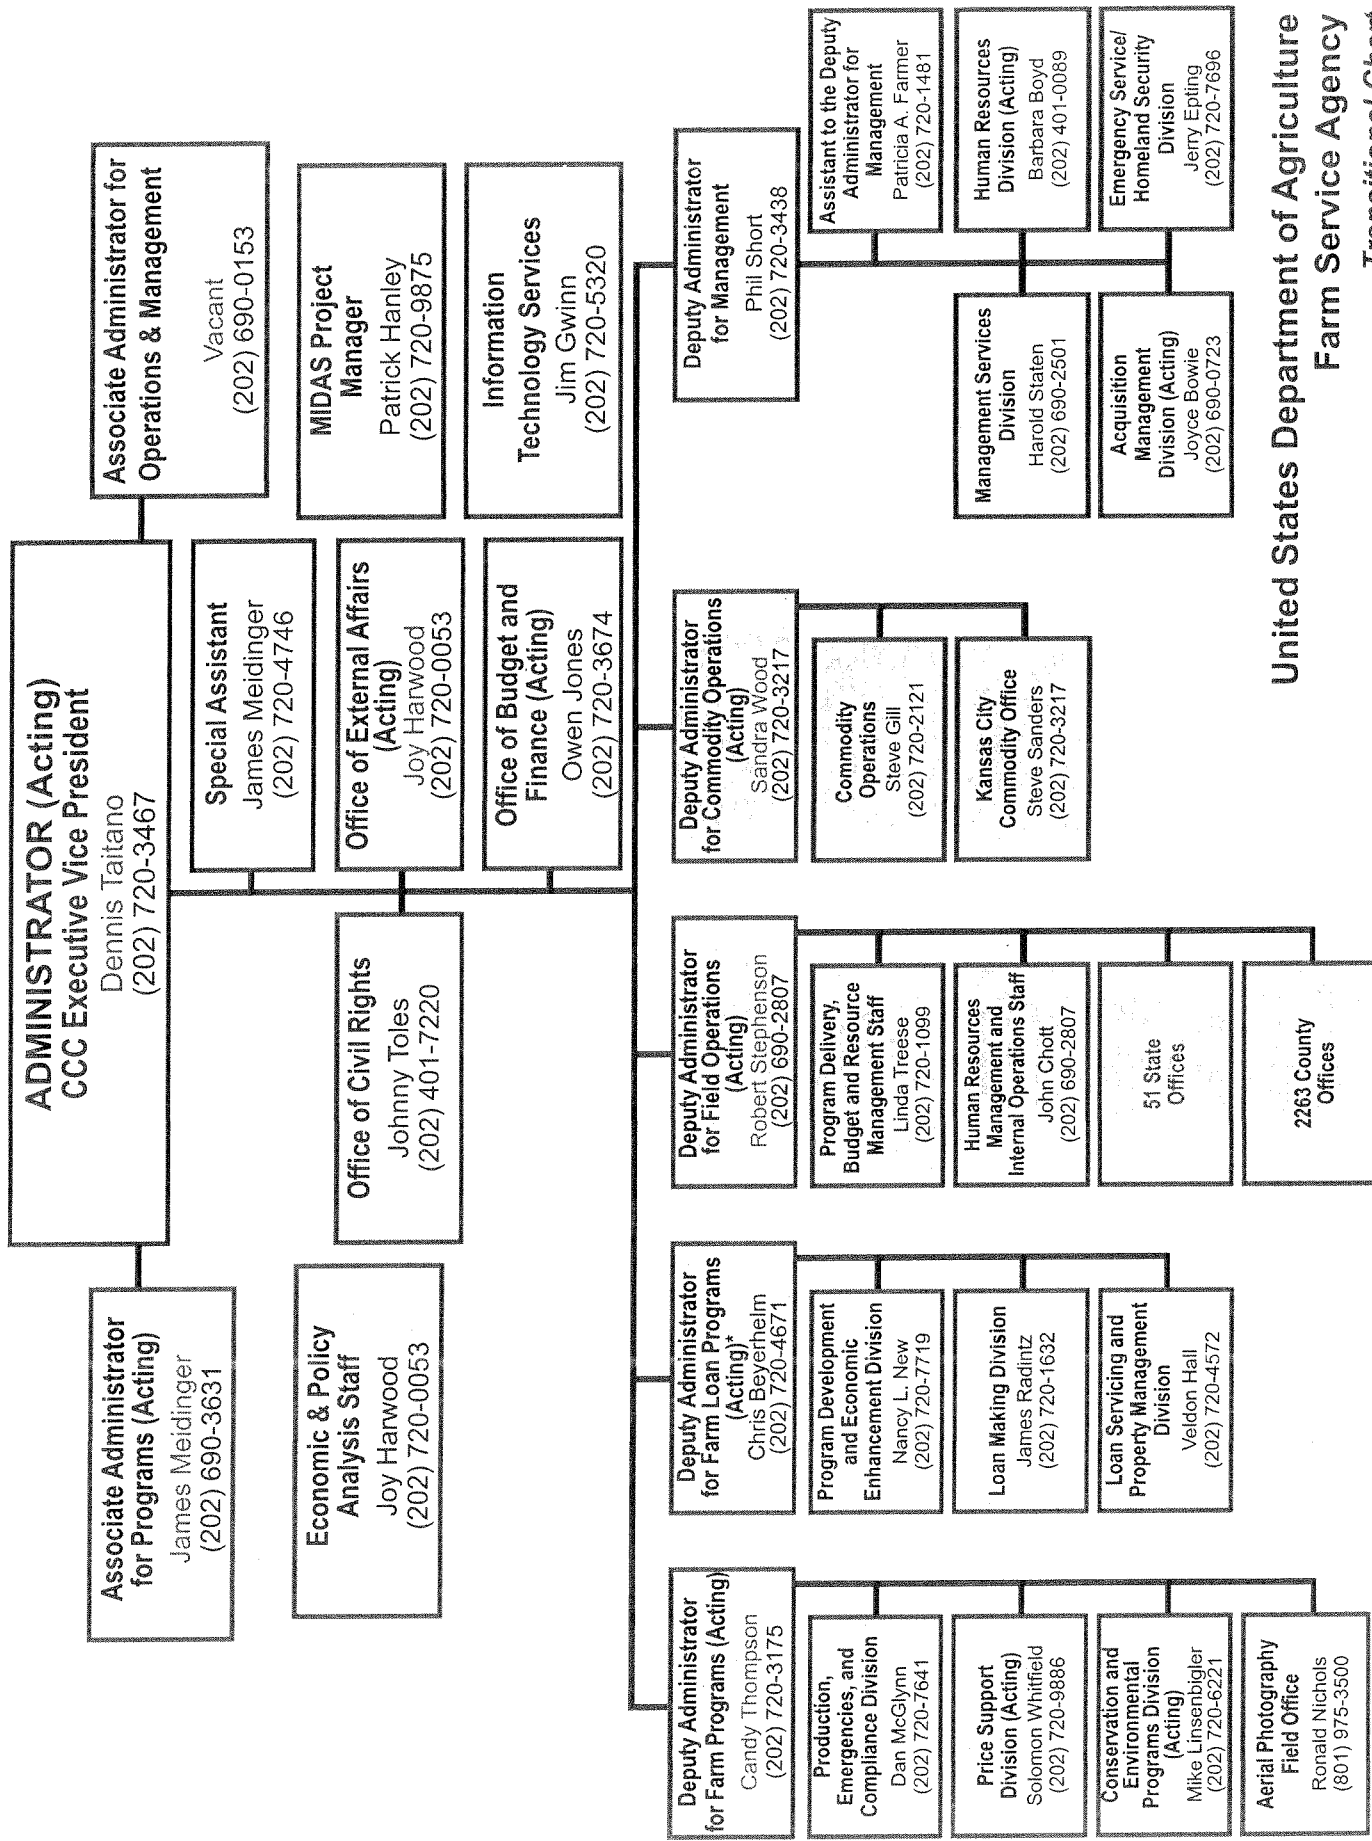 ADMINISTRATOR (Acting)
CCC Executive Vice President
Dennis Taitano
(202) 720-3467
Associate Administrator
for Programs (Acting)
James Meidinger
(202) 690-3631
Associate Administrator for
Operations & Management
Vacant
(202) 690-0153
Economic & Policy
Analysis Staff
Joy Harwood
(202) 720-0053
Office of Civil Rights
Johnny Toles
(202) 401-7220
Special Assistant
James Meidinger
(202) 720-4746
Office of External Affairs
(Acting)
Joy Harwood
(202) 720-0053
Office of Budget and
Finance (Acting)
Owen Jones
(202) 720-3674
MIDAS Project
Manager
Patrick Hanley
(202) 720-9875
Information
Technology Services
Jim Gwinn
(202) 720-5320
Deputy Administrator
for Farm Programs (Acting)
Candy Thompson
(202) 720-3175
Production,
Emergencies, and
Compliance Division
Dan McGlynn
(202) 720-7641
Price Support
Division (Acting)
Solomon Whitfield
(202) 720-9886
Conservation and
Environmental
Programs Division
(Acting)
Mike Linsenbigler
(202) 720-6221
Aerial Photography
Field Office
Ronald Nichols
(801) 975-3500
Deputy Administrator
for Farm Loan Programs
(Acting)*
Chris Beyerhelm
(202) 720-4671
Program Development
and Economic
Enhancement Division
Nancy L. New
(202) 720-7719
Loan Making Division
James Radintz
(202) 720-1632
Loan Servicing and
Property Management
Division
Veldon Hall
(202) 720-4572
Deputy Administrator
for Field Operations
(Acting)
Robert Stephenson
(202) 690-2807
Program Delivery,
Budget and Resource
Management Staff
Linda Treese
(202) 720-1099
Human Resources
Management and
Internal Operations Staff
John Chott
(202) 690-2807
51 State
Offices
2263 County
Offices
Deputy Administrator
for Commodity Operations
(Acting)
Sandra Wood
(202) 720-3217
Commodity
Operations
Steve Gill
(202) 720-2121
Kansas City
Commodity Office
Steve Sanders
(202) 720-3217
Deputy Administrator
for Management
Phil Short
(202) 720-3438
Assistant to the Deputy
Administrator for
Management
Patricia A. Farmer
(202) 720-1481
Management Services
Division
Harold Staten
(202) 690-2501
Human Resources
Division (Acting)
Barbara Boyd
(202) 401-0089
Acquisition
Management
Division (Acting)
Joyce Bowie
(202) 690-0723
Emergency Service/
Homeland Security
Division
Jerry Epting
(202) 720-7696
United States Department of Agriculture
Farm Service Agency
Transitional Chart